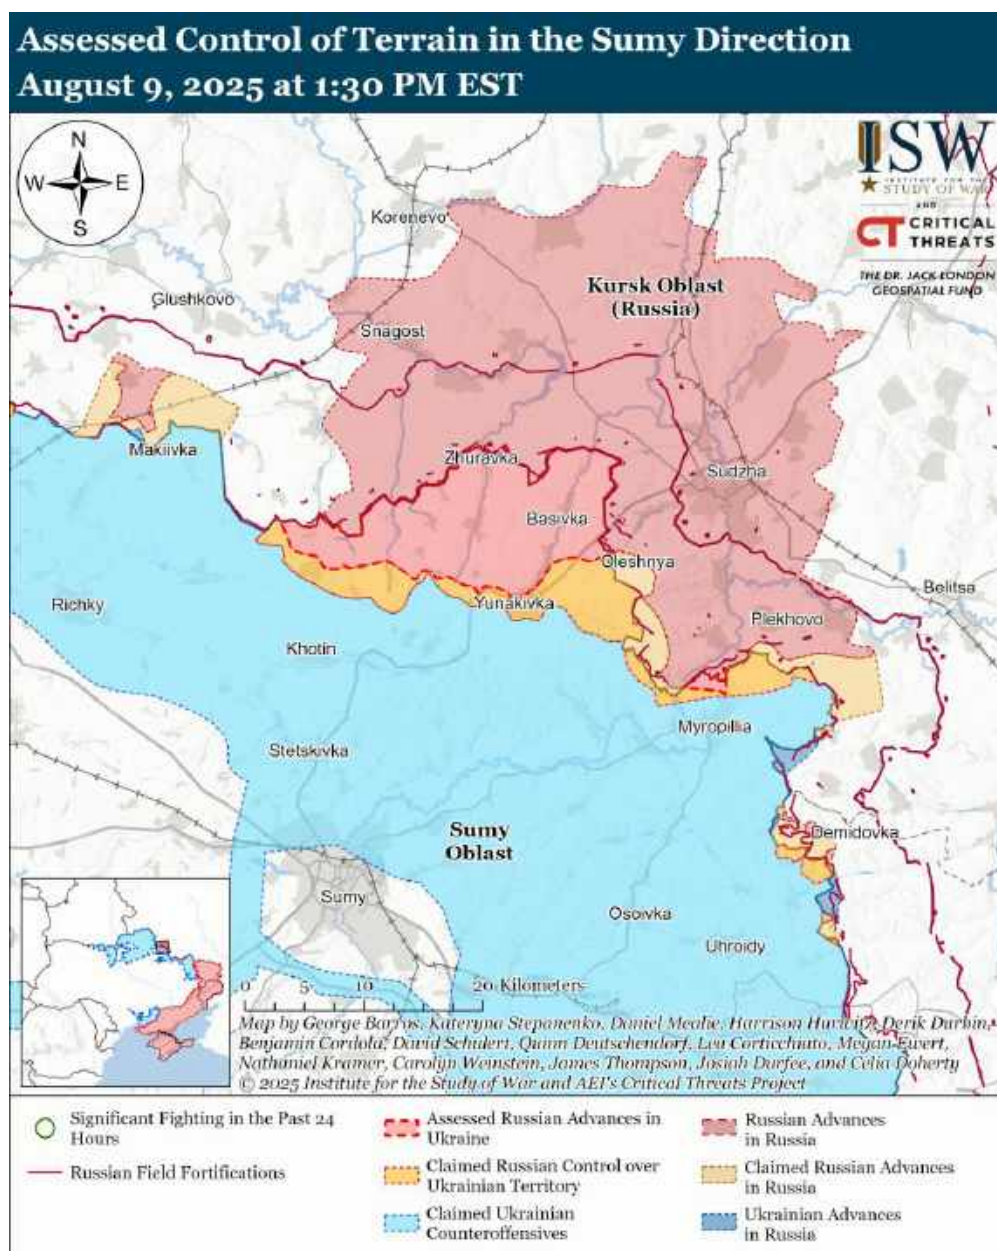 Assessed Control of Terrain in the Sumy Direction
August 9, 2025 at 1:30 PM EST
N
W E
S
ISW
INSTITUTE FOR THE
STUDY OF WAR
AND
CT CRITICAL
THREATS
THE DR. JACK LONDON
GEOSPATIAL FUND
Korenevo
Kursk Oblast
(Russia)
Glushkovo
Snagost
Makiivka
Zhuravka
Sudzha
Basivka
Oleshnya
Belitsa
Richky
Yunakivka
Plekhovo
Khotin
Myropillia
Stetskivka
Sumy
Oblast
Demidovka
Sumy
Osoivka
Uhroidy
0 5 10 20 Kilometers
Map by George Barros, Kateryna Stepanenko, Daniel Mealie, Harrison Hurwitz, Derik Durbin,
Benjamin Cordola, David Schulert, Quinn Deutschendorf, Lea Corticchiato, Megan Ewert,
Nathaniel Kramer, Carolyn Weinstein, James Thompson, Josiah Durfee, and Celia Doherty
© 2025 Institute for the Study of War and AEI's Critical Threats Project
Significant Fighting in the Past 24
Hours
Russian Field Fortifications
Assessed Russian Advances in
Ukraine
Claimed Russian Control over
Ukrainian Territory
Claimed Ukrainian
Counteroffensives
Russian Advances
in Russia
Claimed Russian Advances
in Russia
Ukrainian Advances
in Russia